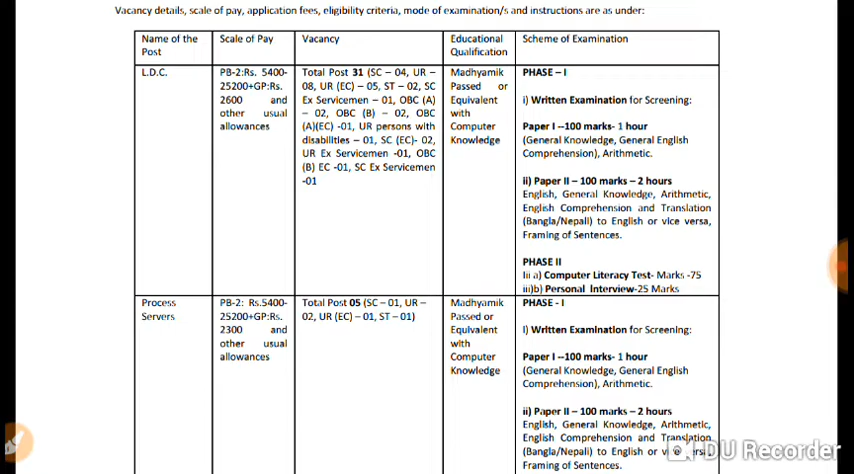 Vacancy details, scale of pay, application fees, eligibility criteria, mode of examination/s and instructions are as under:
Name of the
Post
Scale of Pay
Vacancy
Educational
Qualification
Scheme of Examination
L.D.C.
PB-2:Rs. 5400-
25200+GP:Rs.
2600 and
other usual
allowances
Total Post 31 (SC – 04, UR –
08, UR (EC) – 05, ST – 02, SC
Ex Servicemen – 01, OBC (A)
– 02, OBC (B) – 02, OBC
(A)(EC) -01, UR persons with
disabilities – 01, SC (EC)- 02,
UR Ex Servicemen -01, OBC
(B) EC -01, SC Ex Servicemen
-01
Madhyamik
Passed or
Equivalent
with
Computer
Knowledge
PHASE – I
i) Written Examination for Screening:
Paper I –100 marks- 1 hour
(General Knowledge, General English
Comprehension), Arithmetic.
ii) Paper II – 100 marks – 2 hours
English, General Knowledge, Arithmetic,
English Comprehension and Translation
(Bangla/Nepali) to English or vice versa,
Framing of Sentences.
PHASE II
Iii a) Computer Literacy Test- Marks -75
iii)b) Personal Interview-25 Marks
Process
Servers
PB-2: Rs.5400-
25200+GP:Rs.
2300 and
other usual
allowances
Total Post 05 (SC – 01, UR –
02, UR (EC) – 01, ST – 01)
Madhyamik
Passed or
Equivalent
with
Computer
Knowledge
PHASE - I
I) Written Examination for Screening:
Paper I –100 marks- 1 hour
(General Knowledge, General English
Comprehension), Arithmetic.
ii) Paper II – 100 marks – 2 hours
English, General Knowledge, Arithmetic,
English Comprehension and Translation
(Bangla/Nepali) to English or vice versa,
Framing of Sentences.
DU Recorder